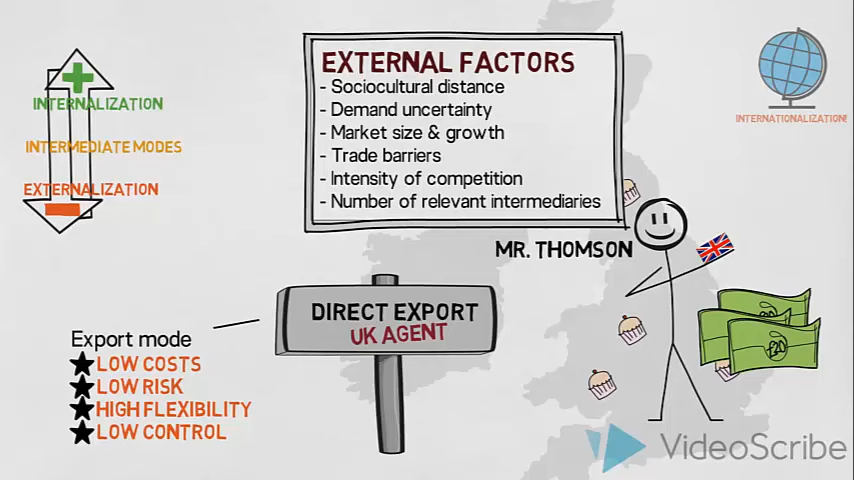 INTERNALIZATION
INTERMEDIATE MODES
EXTERNALIZATION
EXTERNAL FACTORS
- Sociocultural distance
- Demand uncertainty
- Market size & growth
- Trade barriers
- Intensity of competition
- Number of relevant intermediaries
INTERNATIONALIZATION!
MR. THOMSON
DIRECT EXPORT
UK AGENT
Export mode
LOW COSTS
LOW RISK
HIGH FLEXIBILITY
LOW CONTROL
£20
VideoScribe